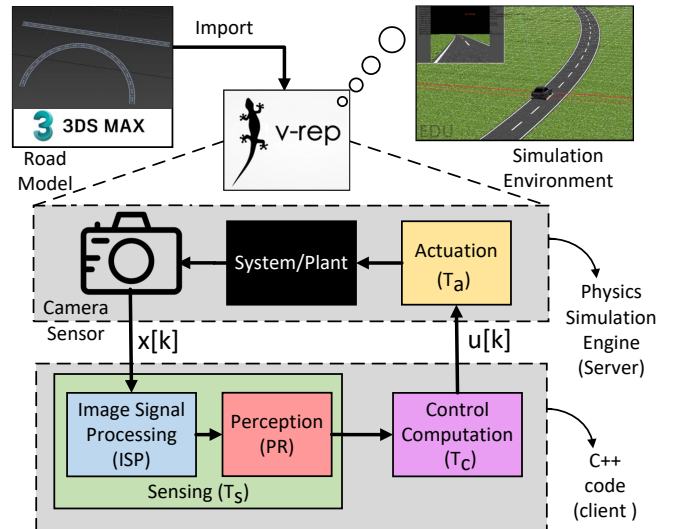 Import
3DS MAX
v-rep
EDU
Road
Model
Simulation
Environment
System/Plant
Actuation
(Ta)
Camera
Sensor
Physics
Simulation
Engine
(Server)
x[k]
u[k]
Image Signal
Processing
(ISP)
Perception
(PR)
Control
Computation
(Tc)
Sensing (Ts)
C++
code
(client )